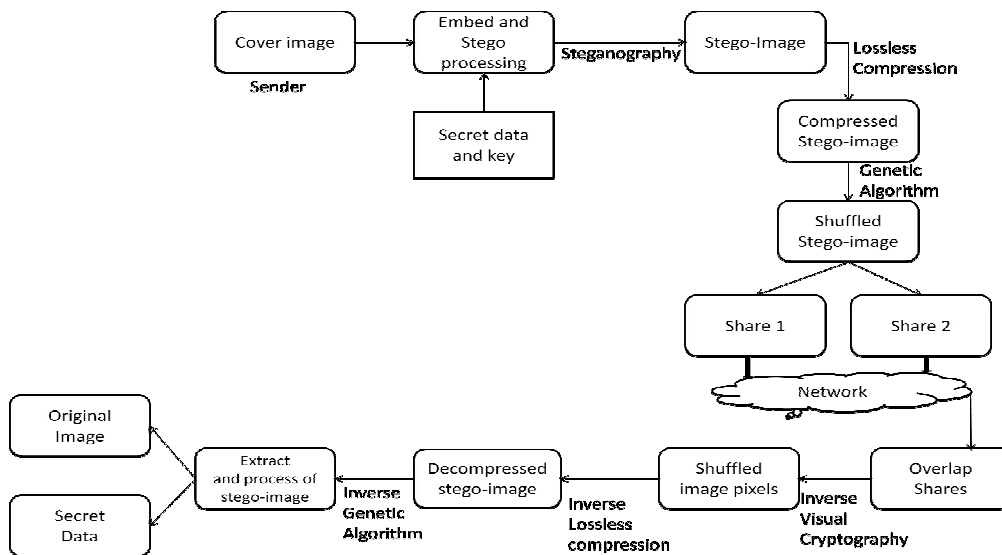 Cover image
Sender
Embed and
Stego
processing
Steganography
Stego-Image
Lossless
Compression
Secret data
and key
Compressed
Stego-image
Genetic
Algorithm
Shuffled
Stego-image
Share 1
Share 2
Network
Overlap
Shares
Inverse
Visual
Cryptography
Shuffled
image pixels
Inverse
Lossless
compression
Decompressed
stego-image
Inverse
Genetic
Algorithm
Extract
and process of
stego-image
Original
Image
Secret
Data